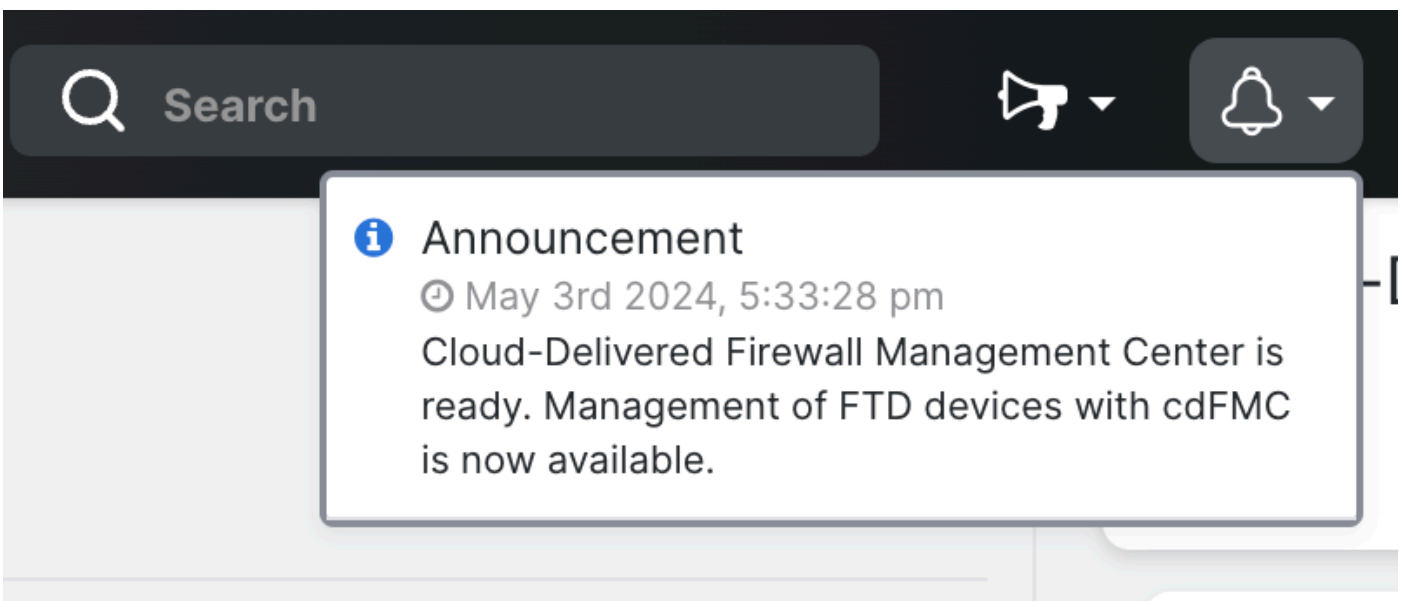 Search
Announcement
May 3rd 2024, 5:33:28 pm
Cloud-Delivered Firewall Management Center is
ready. Management of FTD devices with cdFMC
is now available.